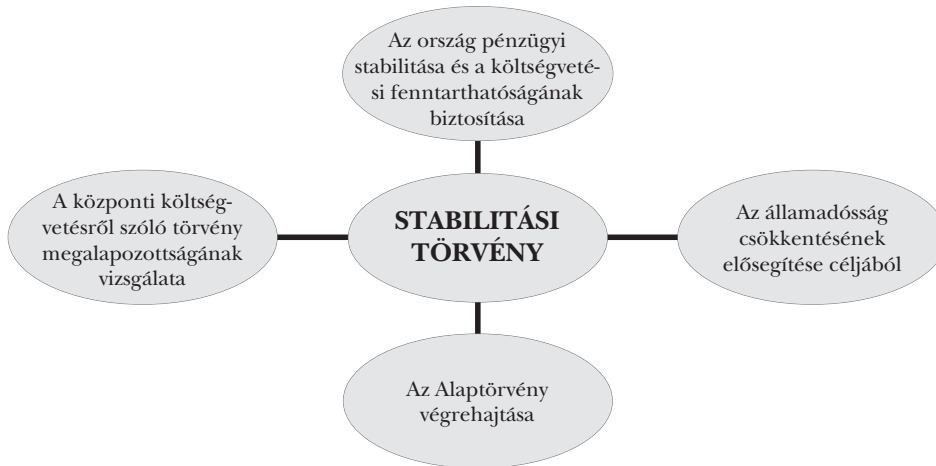 Az ország pénzügyi
stabilitása és a költségveté-
si fenntarthatóságának
biztosítása
A központi költség-
vetésről szóló törvény
megalapozottságának
vizsgálata
STABILITÁSI
TÖRVÉNY
Az államadósság
csökkentésének
elősegítése céljából
Az Alaptörvény
végrehajtása